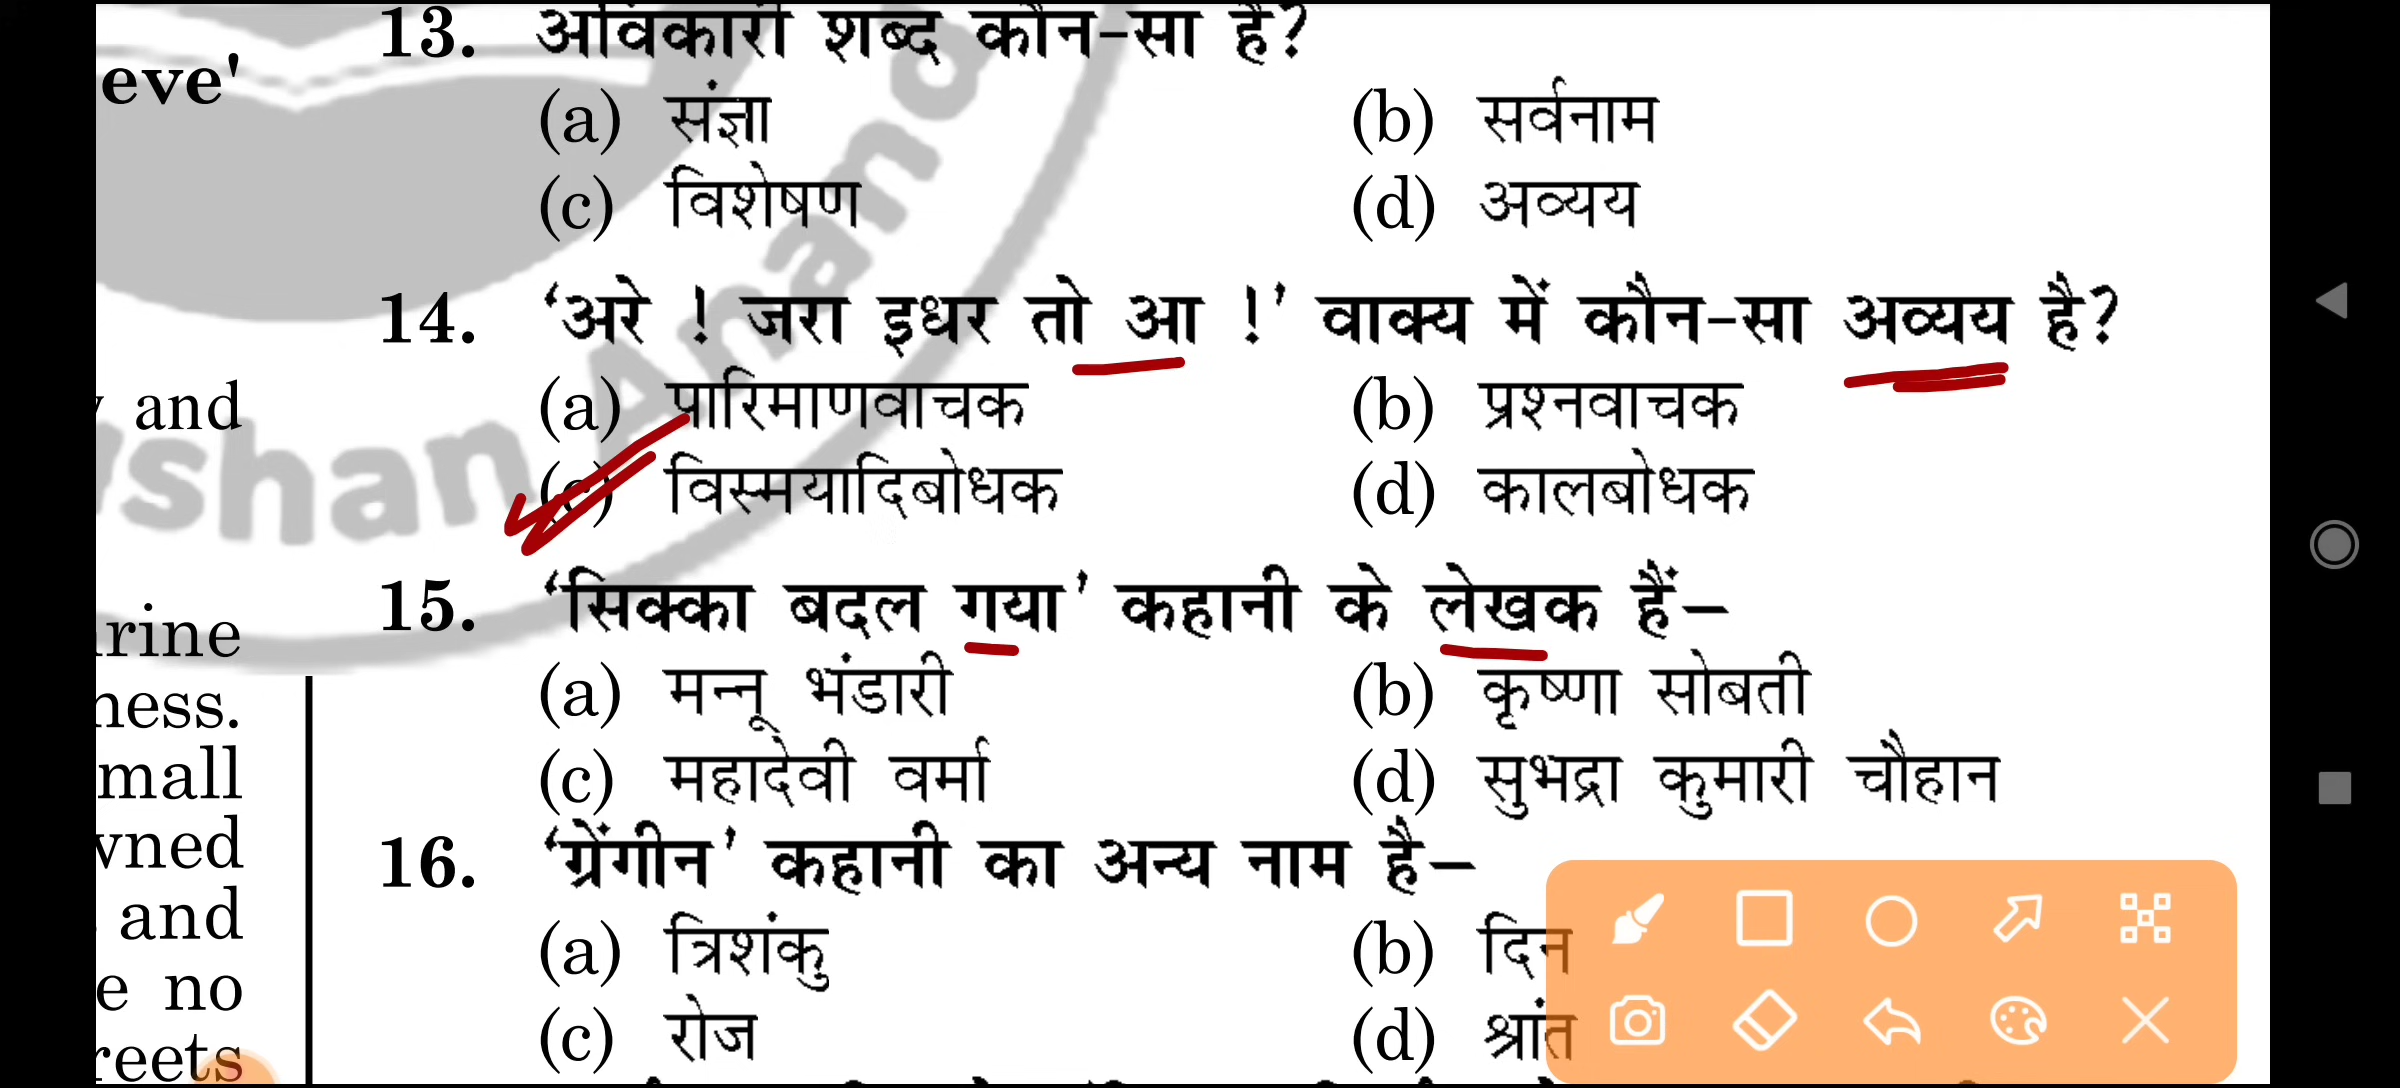 13. अविकारी शब्द कौन-सा है?
eve'
(a) संज्ञा (b) सर्वनाम
(c) विशेषण (d) अव्यय
14. ‘अरे ! जरा इधर तो आ !’ वाक्य में कौन-सा अव्यय है?
and (a) पारिमाणवाचक (b) प्रश्नवाचक
(c) विस्मयादिबोधक (d) कालबोधक
shan Anand
15. ‘सिक्का बदल गया’ कहानी के लेखक हैं–
rine
ness. (a) मन्नू भंडारी (b) कृष्णा सोबती
mall (c) महादेवी वर्मा (d) सुभद्रा कुमारी चौहान
wned 16. ‘ग्रेंगीन’ कहानी का अन्य नाम है–
and (a) त्रिशंकु (b) दिन
e no
reets (c) रोज (d) श्रांत